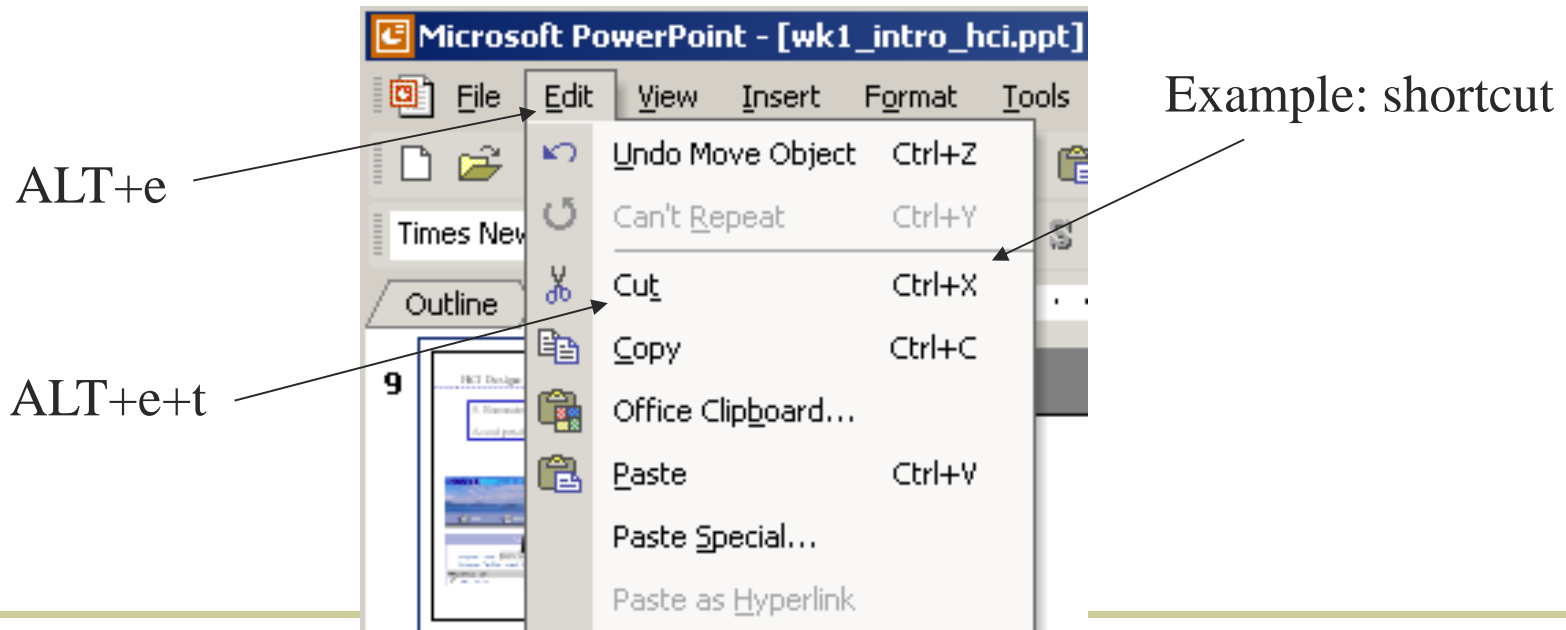 Microsoft PowerPoint - [wk1_intro_hci.ppt]
File Edit View Insert Format Tools
Example: shortcut
ALT+e
Undo Move Object Ctrl+Z
Can't Repeat Ctrl+Y
Times New
Cut Ctrl+X
Outline
Copy Ctrl+C
9
ALT+e+t
Office Clipboard...
Paste Ctrl+V
Paste Special...
Paste as Hyperlink